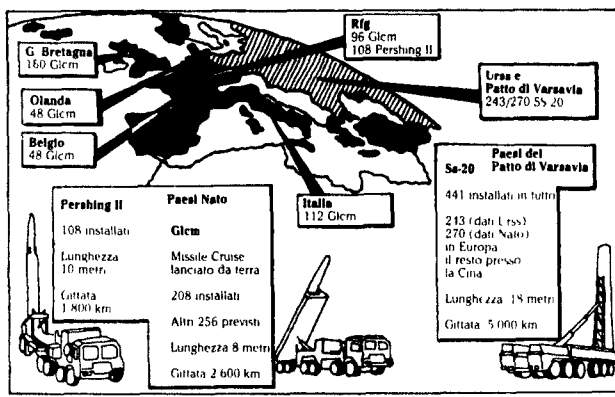 G. Bretagna
160 Glcm
Olanda
48 Glcm
Belgio
48 Glcm
Rfg
96 Glcm
108 Pershing II
Ursa e
Patto di Varsavia
243/270 SS 20
Italia
112 Glcm
Pershing II
108 installati
Lunghezza
10 metri
Gittata
1 800 km
Paesi Nato
Glcm
Missile Cruise
lanciato da terra
208 installati
Altri 256 previsti
Lunghezza 8 metri
Gittata 2 600 km
Paesi del
Patto di Varsavia
Ss-20
441 installati in tutto
213 (dati Urss)
270 (dati Nato)
in Europa
il resto presso
la Cina
Lunghezza 18 metri
Gittata 5 000 km